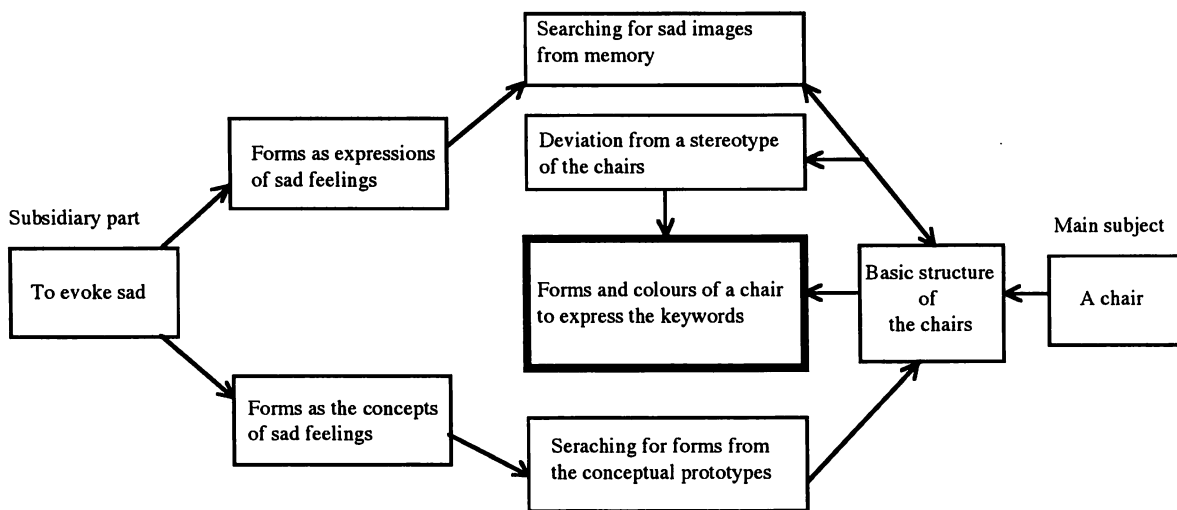 Searching for sad images
from memory
Deviation from a stereotype
of the chairs
Forms as expressions
of sad feelings
Subsidiary part
Main subject
To evoke sad
Forms and colours of a chair
to express the keywords
Basic structure
of
the chairs
A chair
Forms as the concepts
of sad feelings
Seraching for forms from
the conceptual prototypes